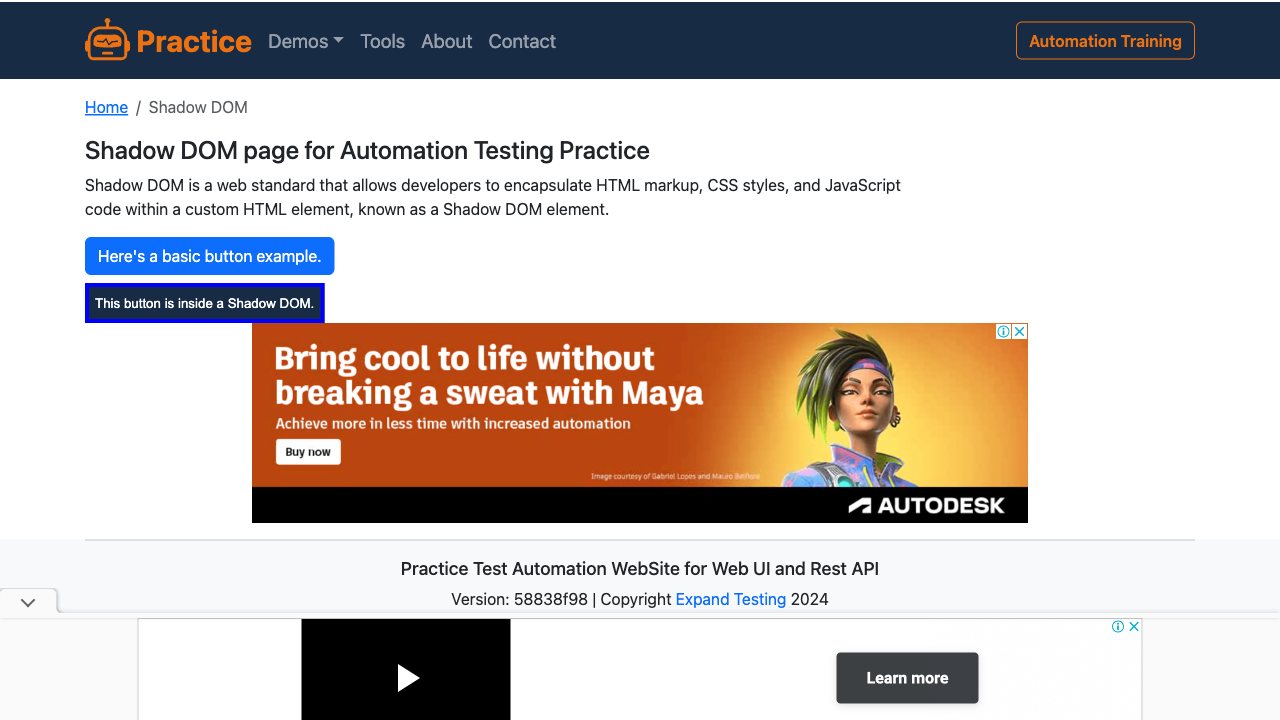 Practice Demos Tools About Contact Automation Training
Home / Shadow DOM
Shadow DOM page for Automation Testing Practice
Shadow DOM is a web standard that allows developers to encapsulate HTML markup, CSS styles, and JavaScript
code within a custom HTML element, known as a Shadow DOM element.
Here's a basic button example.
This button is inside a Shadow DOM.
Bring cool to life without
breaking a sweat with Maya
Achieve more in less time with increased automation
Buy now
Image courtesy of Gabriel Lopes and Mauro Baffioni
AUTODESK
Practice Test Automation WebSite for Web UI and Rest API
Version: 58838f98 | Copyright Expand Testing 2024
Learn more